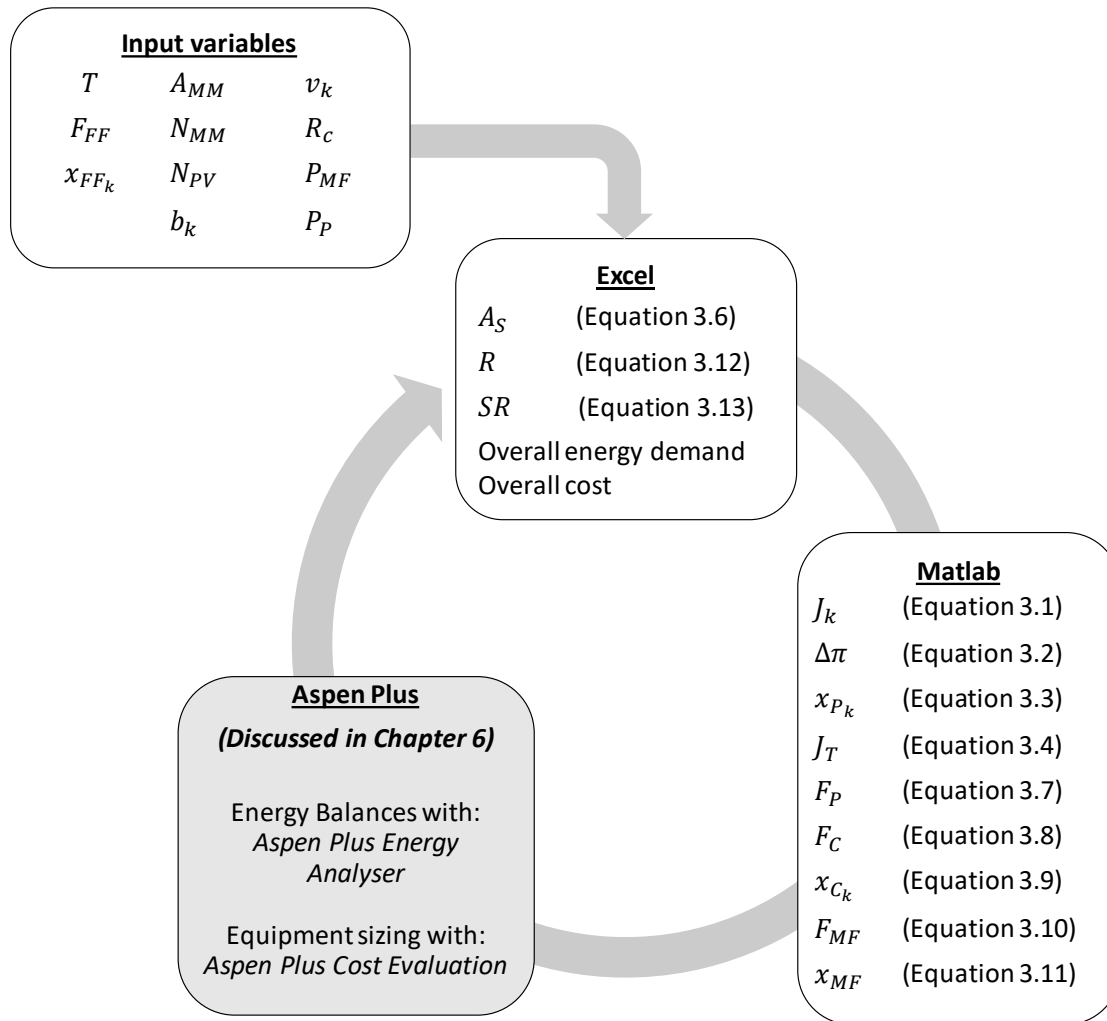 Input variables
T A_MM v_k
F_FF N_MM R_c
x_FF_k N_PV P_MF
b_k P_P
Excel
A_S (Equation 3.6)
R (Equation 3.12)
SR (Equation 3.13)
Overall energy demand
Overall cost
Matlab
J_k (Equation 3.1)
Δπ (Equation 3.2)
x_P_k (Equation 3.3)
J_T (Equation 3.4)
F_P (Equation 3.7)
F_C (Equation 3.8)
x_C_k (Equation 3.9)
F_MF (Equation 3.10)
x_MF (Equation 3.11)
Aspen Plus
(Discussed in Chapter 6)
Energy Balances with:
Aspen Plus Energy
Analyser
Equipment sizing with:
Aspen Plus Cost Evaluation